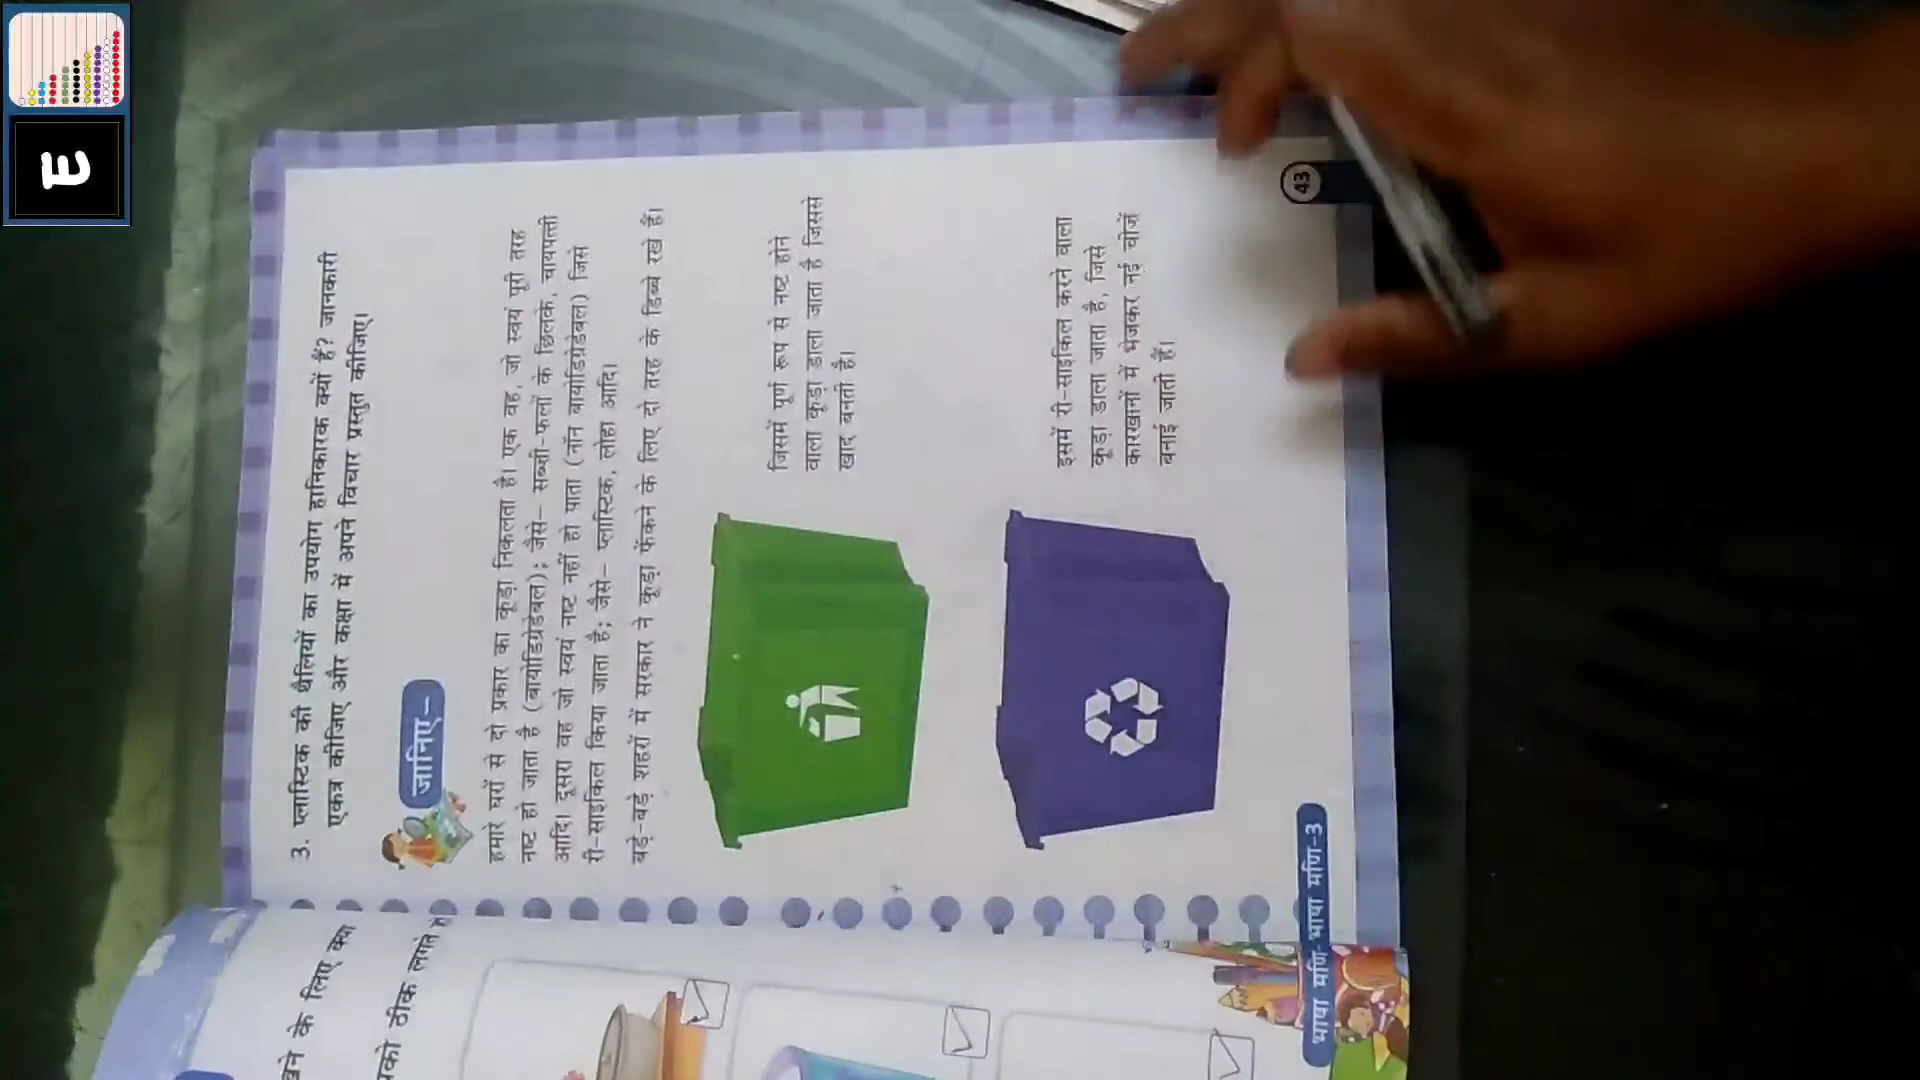 3. प्लास्टिक की थैलियों का उपयोग हानिकारक क्यों हैं? जानकारी
एकत्र कीजिए और कक्षा में अपने विचार प्रस्तुत कीजिए।
जानिए–
हमारे घरों से दो प्रकार का कूड़ा निकलता है। एक वह, जो स्वयं पूरी तरह
नष्ट हो जाता है (बायोडिग्रेडेबल); जैसे– सब्ज़ी-फलों के छिलके, चायपत्ती
आदि। दूसरा वह जो स्वयं नष्ट नहीं हो पाता (नॉन बायोडिग्रेडेबल) जिसे
री-साइकिल किया जाता है; जैसे– प्लास्टिक, लोहा आदि।
बड़े-बड़े शहरों में सरकार ने कूड़ा फेंकने के लिए दो तरह के डिब्बे रखे हैं।
जिसमें पूर्ण रूप से नष्ट होने
वाला कूड़ा डाला जाता है जिससे
खाद बनती है।
इसमें री-साइकिल करने वाला
कूड़ा डाला जाता है, जिसे
कारखानों में भेजकर नई चीज़ें
बनाई जाती हैं।
43
भाषा मणि-3
के लिए क्या
ठीक लगते
E